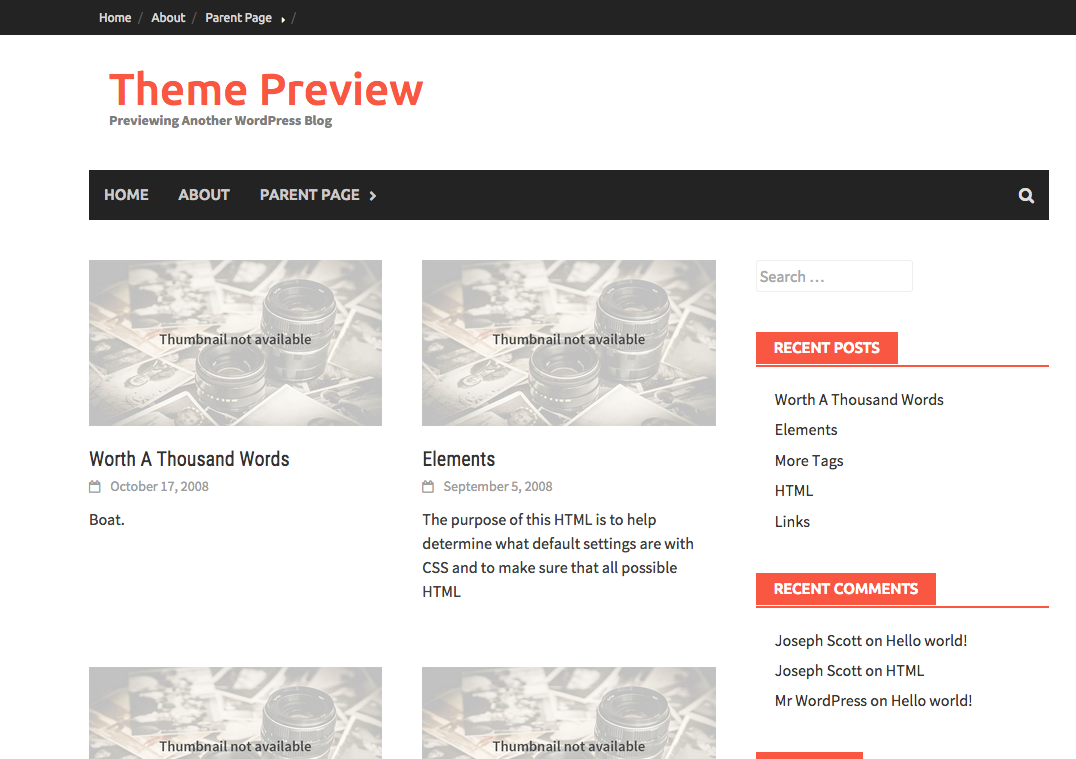 Home / About / Parent Page /
Theme Preview
Previewing Another WordPress Blog
HOME ABOUT PARENT PAGE
Thumbnail not available
Worth A Thousand Words
October 17, 2008
Boat.
Thumbnail not available
Elements
September 5, 2008
The purpose of this HTML is to help
determine what default settings are with
CSS and to make sure that all possible
HTML
Thumbnail not available
Thumbnail not available
Search …
RECENT POSTS
Worth A Thousand Words
Elements
More Tags
HTML
Links
RECENT COMMENTS
Joseph Scott on Hello world!
Joseph Scott on HTML
Mr WordPress on Hello world!